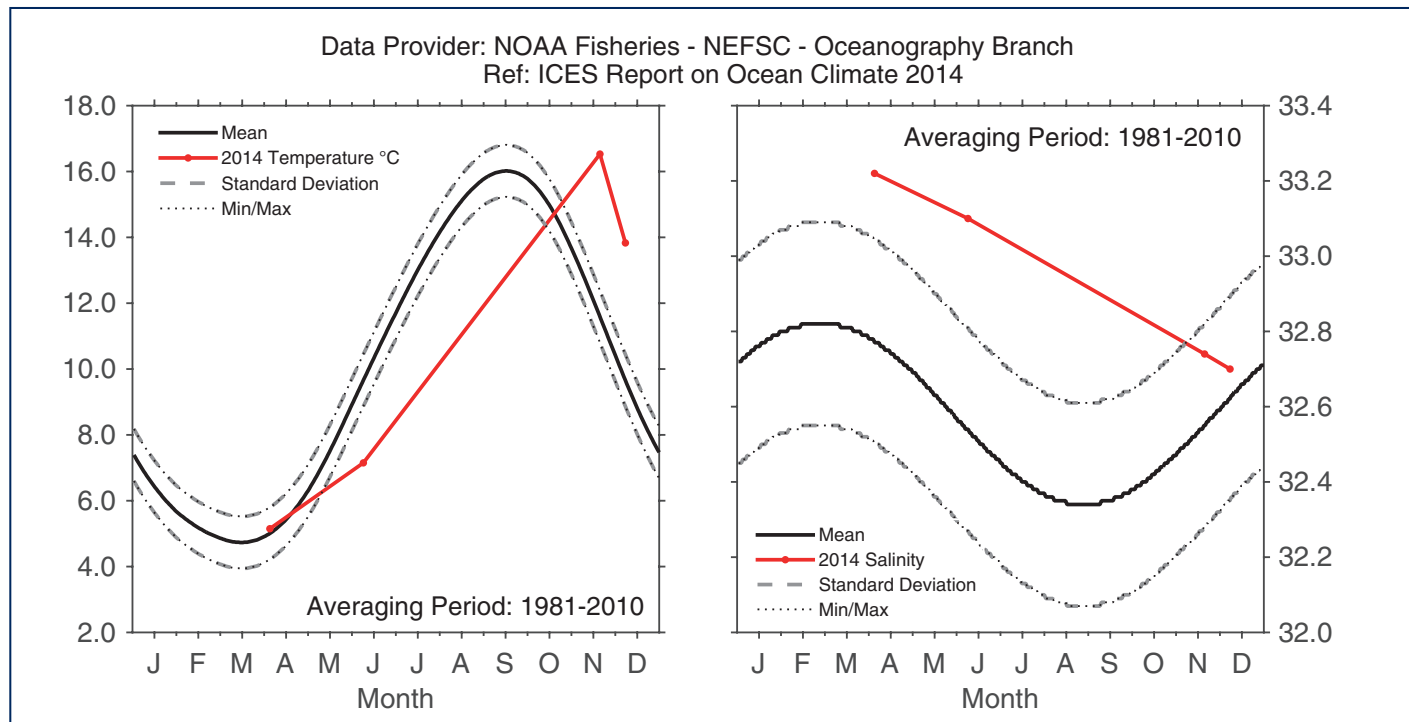 Data Provider: NOAA Fisheries - NEFSC - Oceanography Branch
Ref: ICES Report on Ocean Climate 2014
18.0
16.0
14.0
12.0
10.0
8.0
6.0
4.0
2.0
Mean
2014 Temperature °C
Standard Deviation
Min/Max
Averaging Period: 1981-2010
J F M A M J J A S O N D
Month
Averaging Period: 1981-2010
Mean
2014 Salinity
Standard Deviation
Min/Max
33.4
33.2
33.0
32.8
32.6
32.4
32.2
32.0
J F M A M J J A S O N D
Month